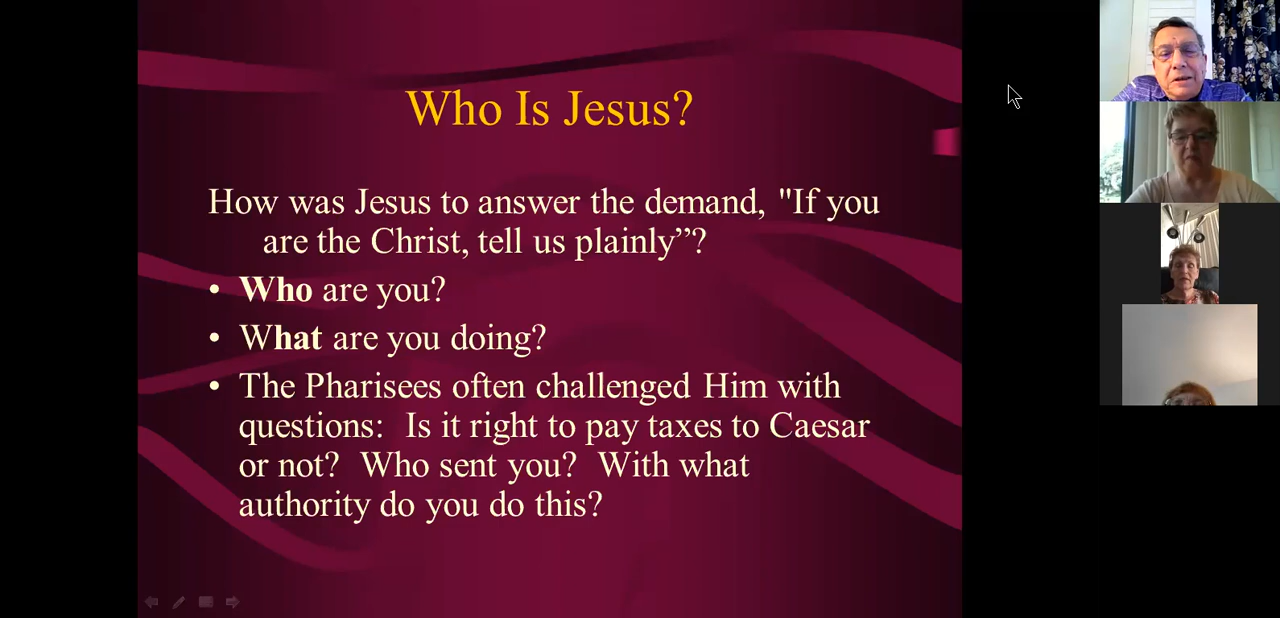 Who Is Jesus?
How was Jesus to answer the demand, "If you
are the Christ, tell us plainly”?
• Who are you?
• What are you doing?
• The Pharisees often challenged Him with
questions:  Is it right to pay taxes to Caesar
or not?  Who sent you?  With what
authority do you do this?